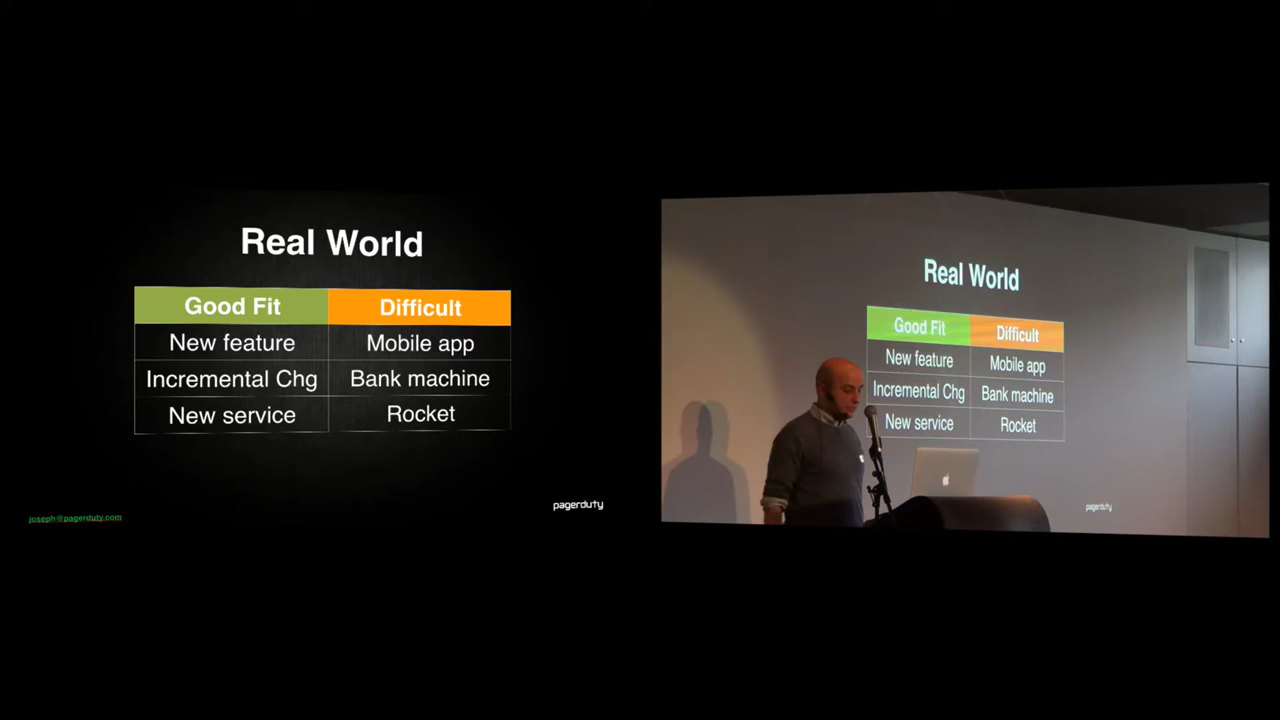 Real World
Good Fit Difficult
New feature Mobile app
Incremental Chg Bank machine
New service Rocket
joseph@pagerduty.com
pagerduty
Real World
Good Fit Difficult
New feature Mobile app
Incremental Chg Bank machine
New service Rocket
pagerduty